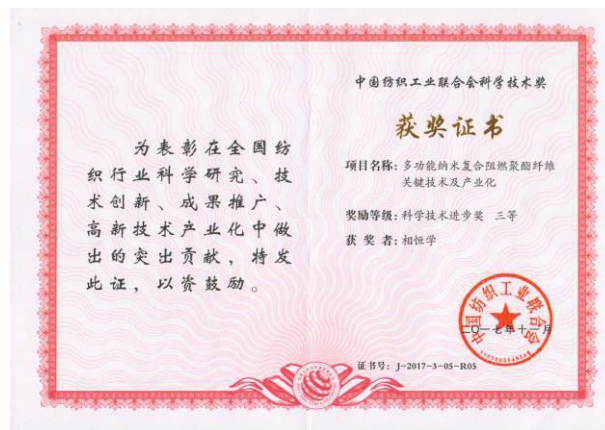 为表彰在全国纺
织行业科学研究、技
术创新、成果推广、
高新技术产业化中做
出的突出贡献，特发
此证，以资鼓励。
中国纺织工业联合会科学技术奖
获奖证书
项目名称：多功能纳米复合阻燃聚酯纤维
关键技术及产业化
奖励等级：科学技术进步奖 三等
获 奖 者：相恒学
中国纺织工业联合会
二〇一七年十一月
证书号：J-2017-3-05-R05